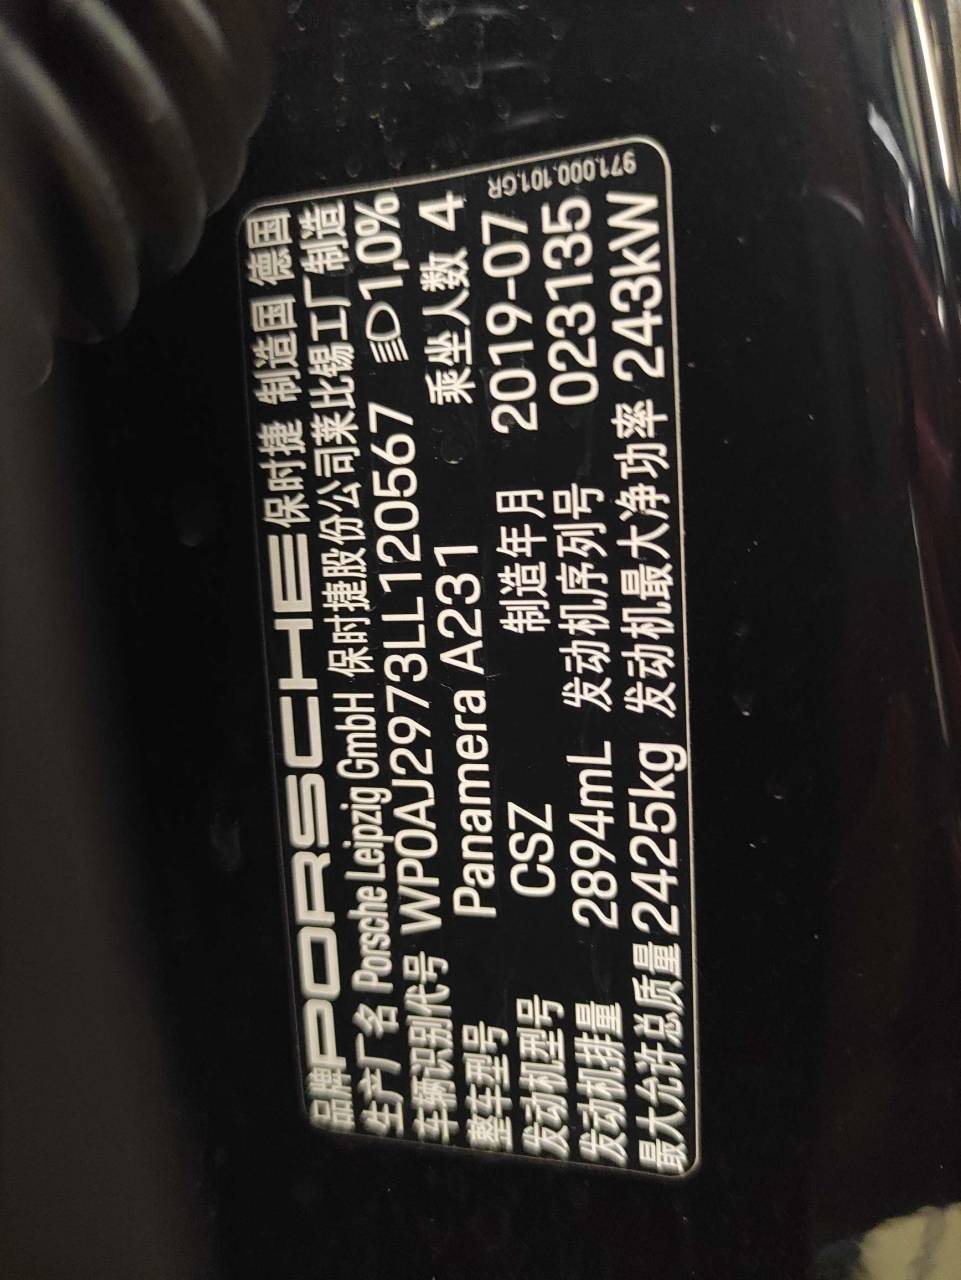 品牌 PORSCHE 保时捷 制造国 德国
生产厂名 Porsche Leipzig GmbH 保时捷股份公司莱比锡工厂制造
车辆识别代号 WP0AJ2973LL120567 1,0%
整车型号 Panamera A231 乘坐人数 4
发动机型号 CSZ 制造年月 2019-07
发动机排量 2894mL 发动机序列号 023135
最大允许总质量 2425kg 发动机最大净功率 243kW
971.000.101.GR